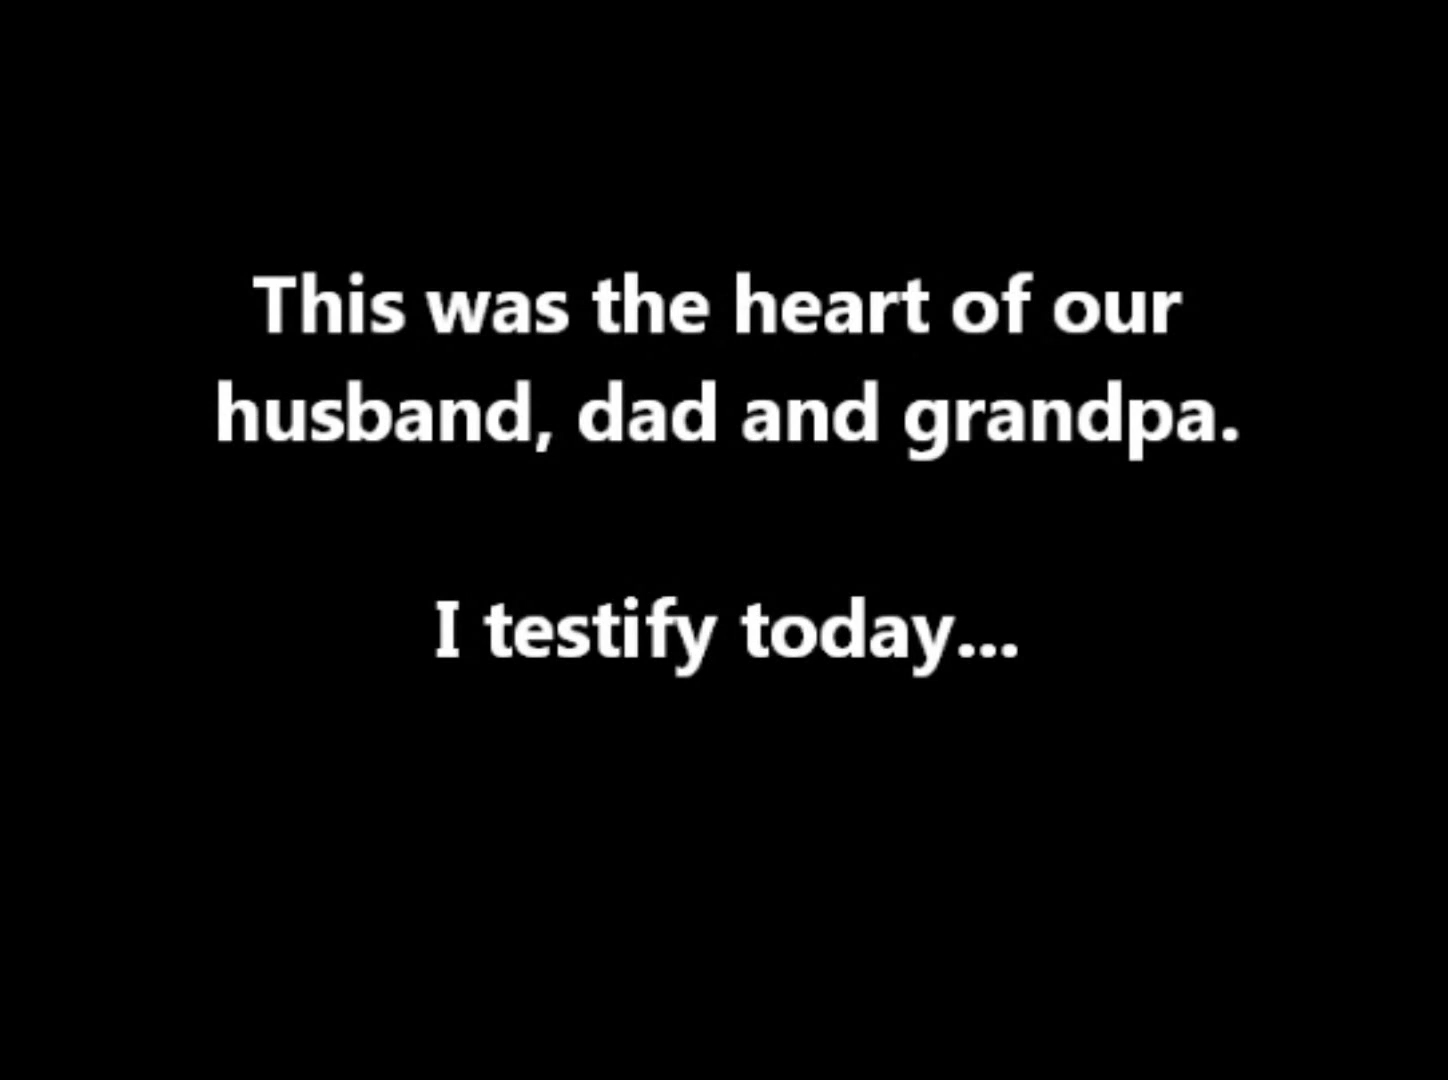 This was the heart of our
husband, dad and grandpa.
I testify today...